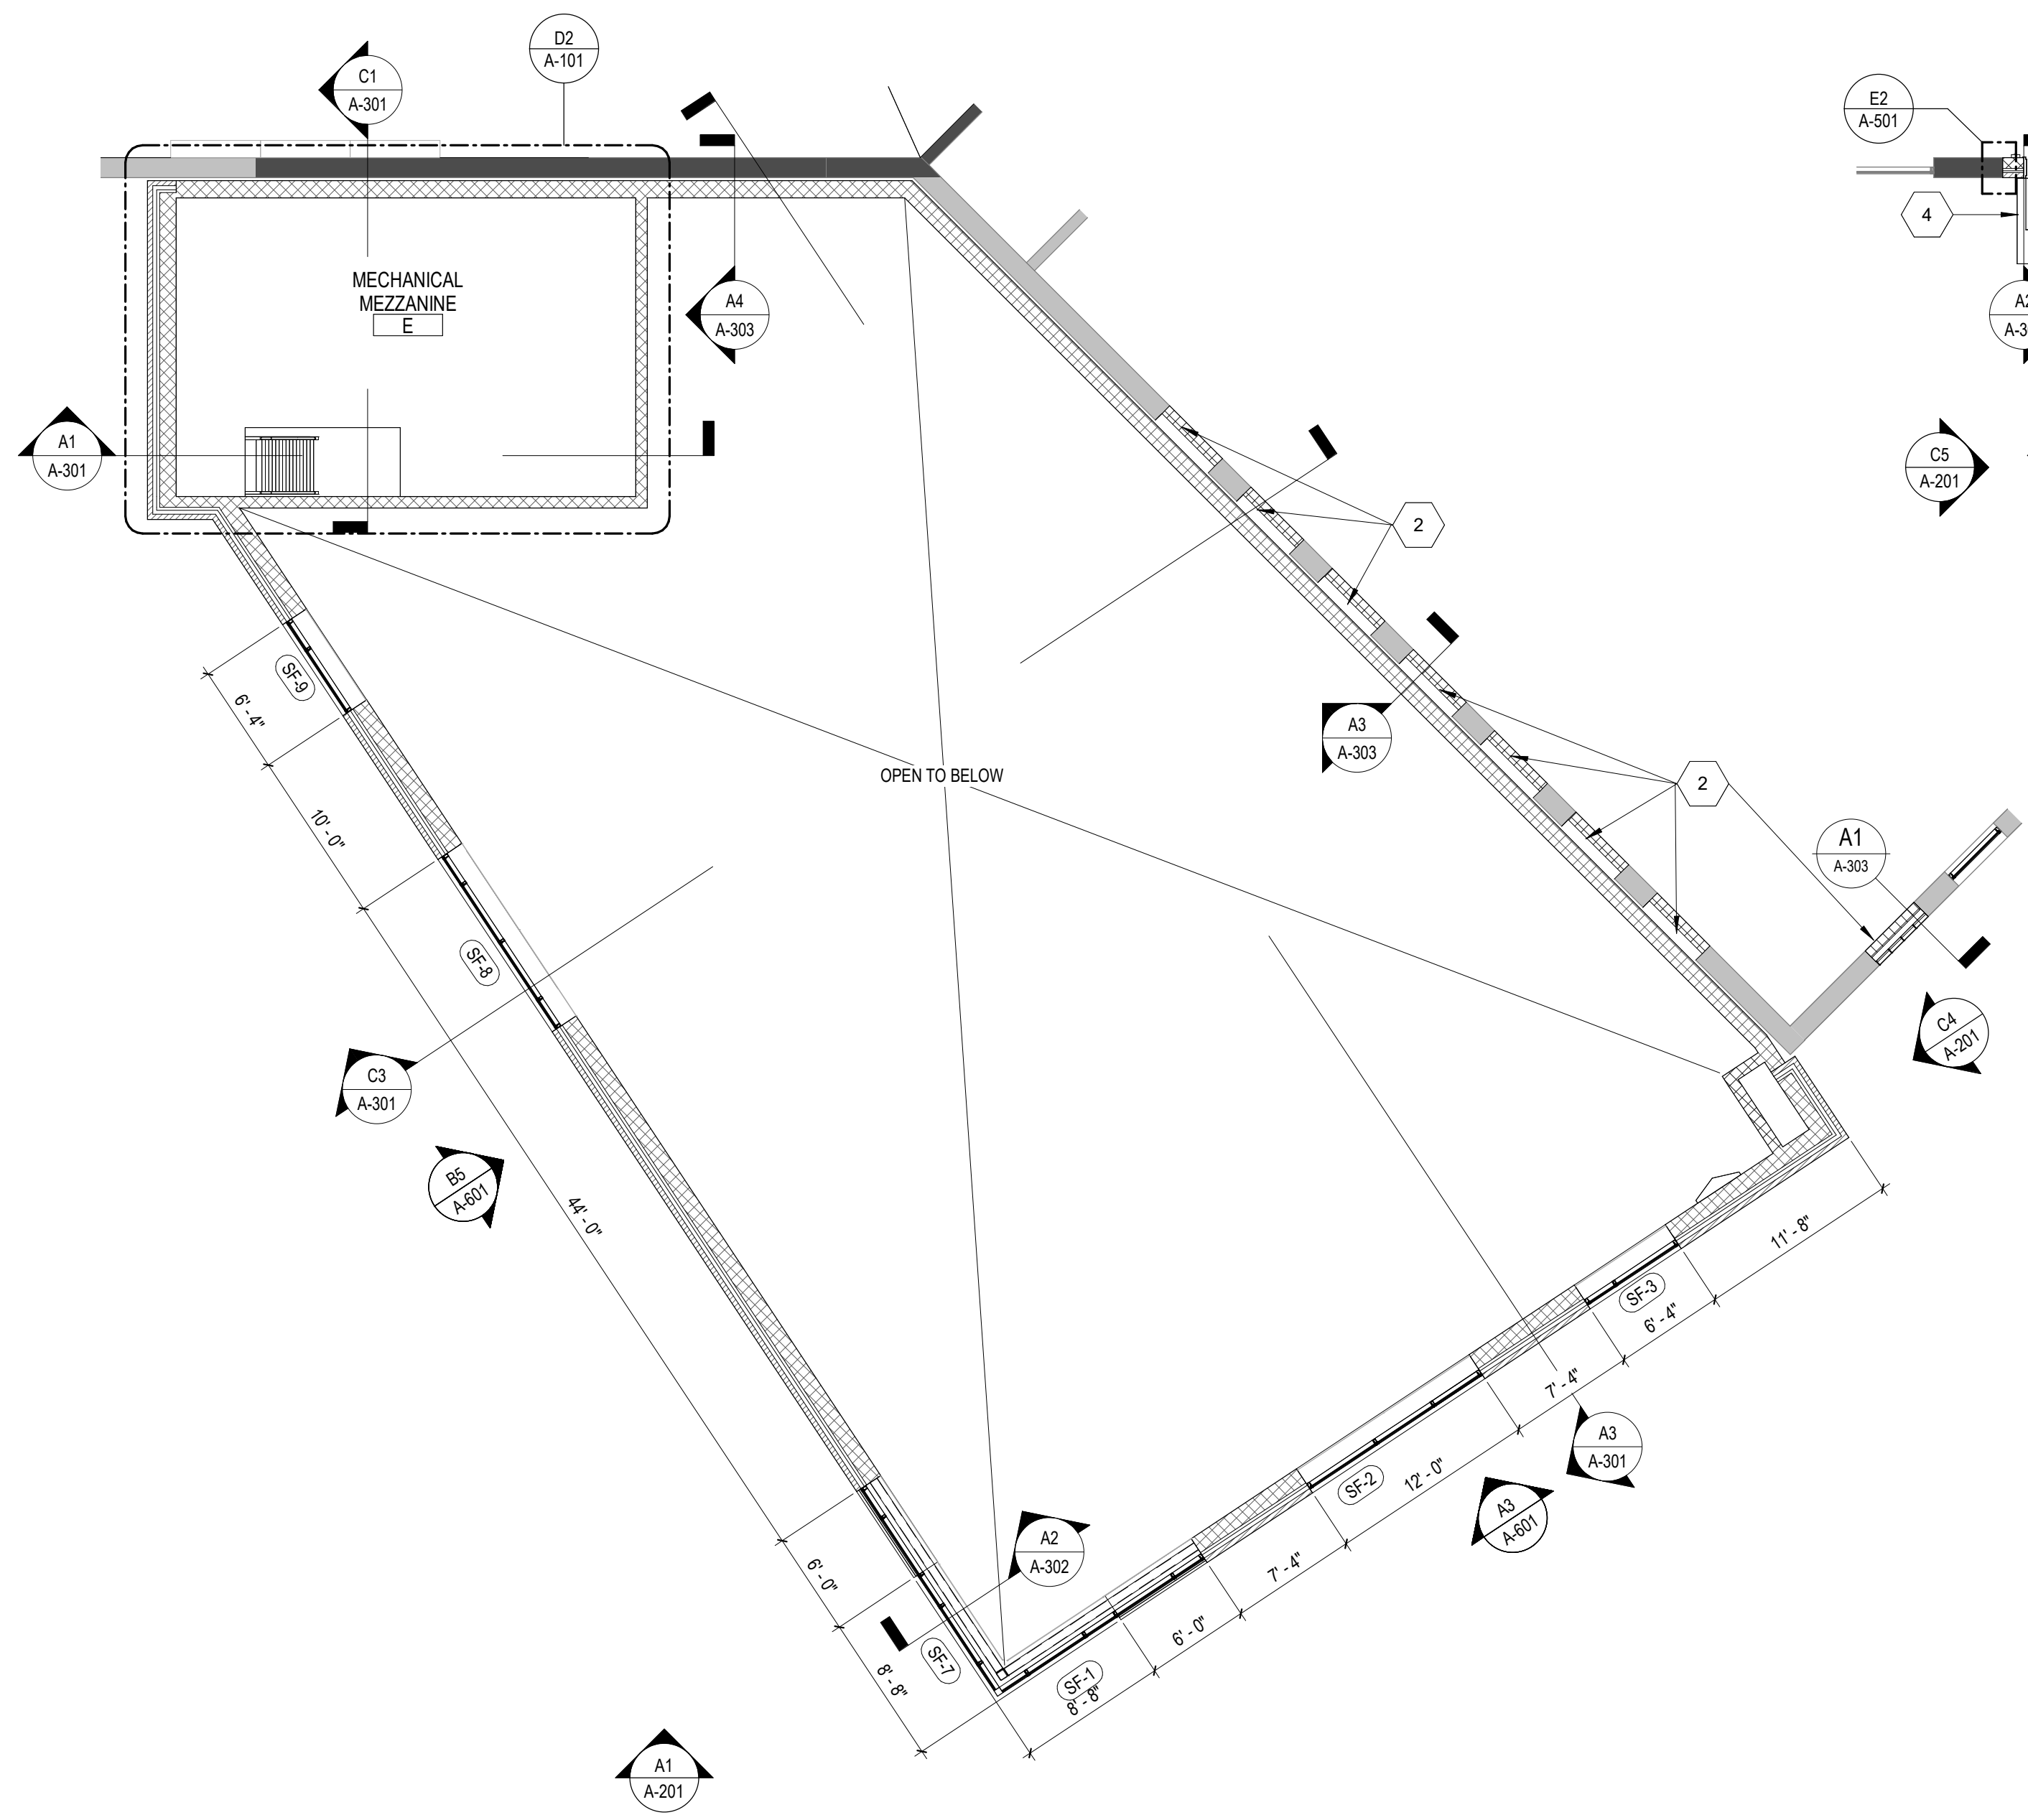 D2
A-101
C1
A-301
E2
A-501
4
MECHANICAL
MEZZANINE
E
A4
A-303
A1
A-301
C5
A-201
2
SF-9
6' - 4"
A3
A-303
OPEN TO BELOW
2
10' - 0"
A1
A-303
SF-8
C4
A-201
C3
A-301
B5
A-601
44' - 0"
11' - 8"
SF-3
6' - 4"
7' - 4"
A3
A-301
SF-2
12' - 0"
A3
A-601
A2
A-302
7' - 4"
6' - 0"
6' - 0"
SF-7
SF-1
8' - 8"
8' - 8"
A1
A-201